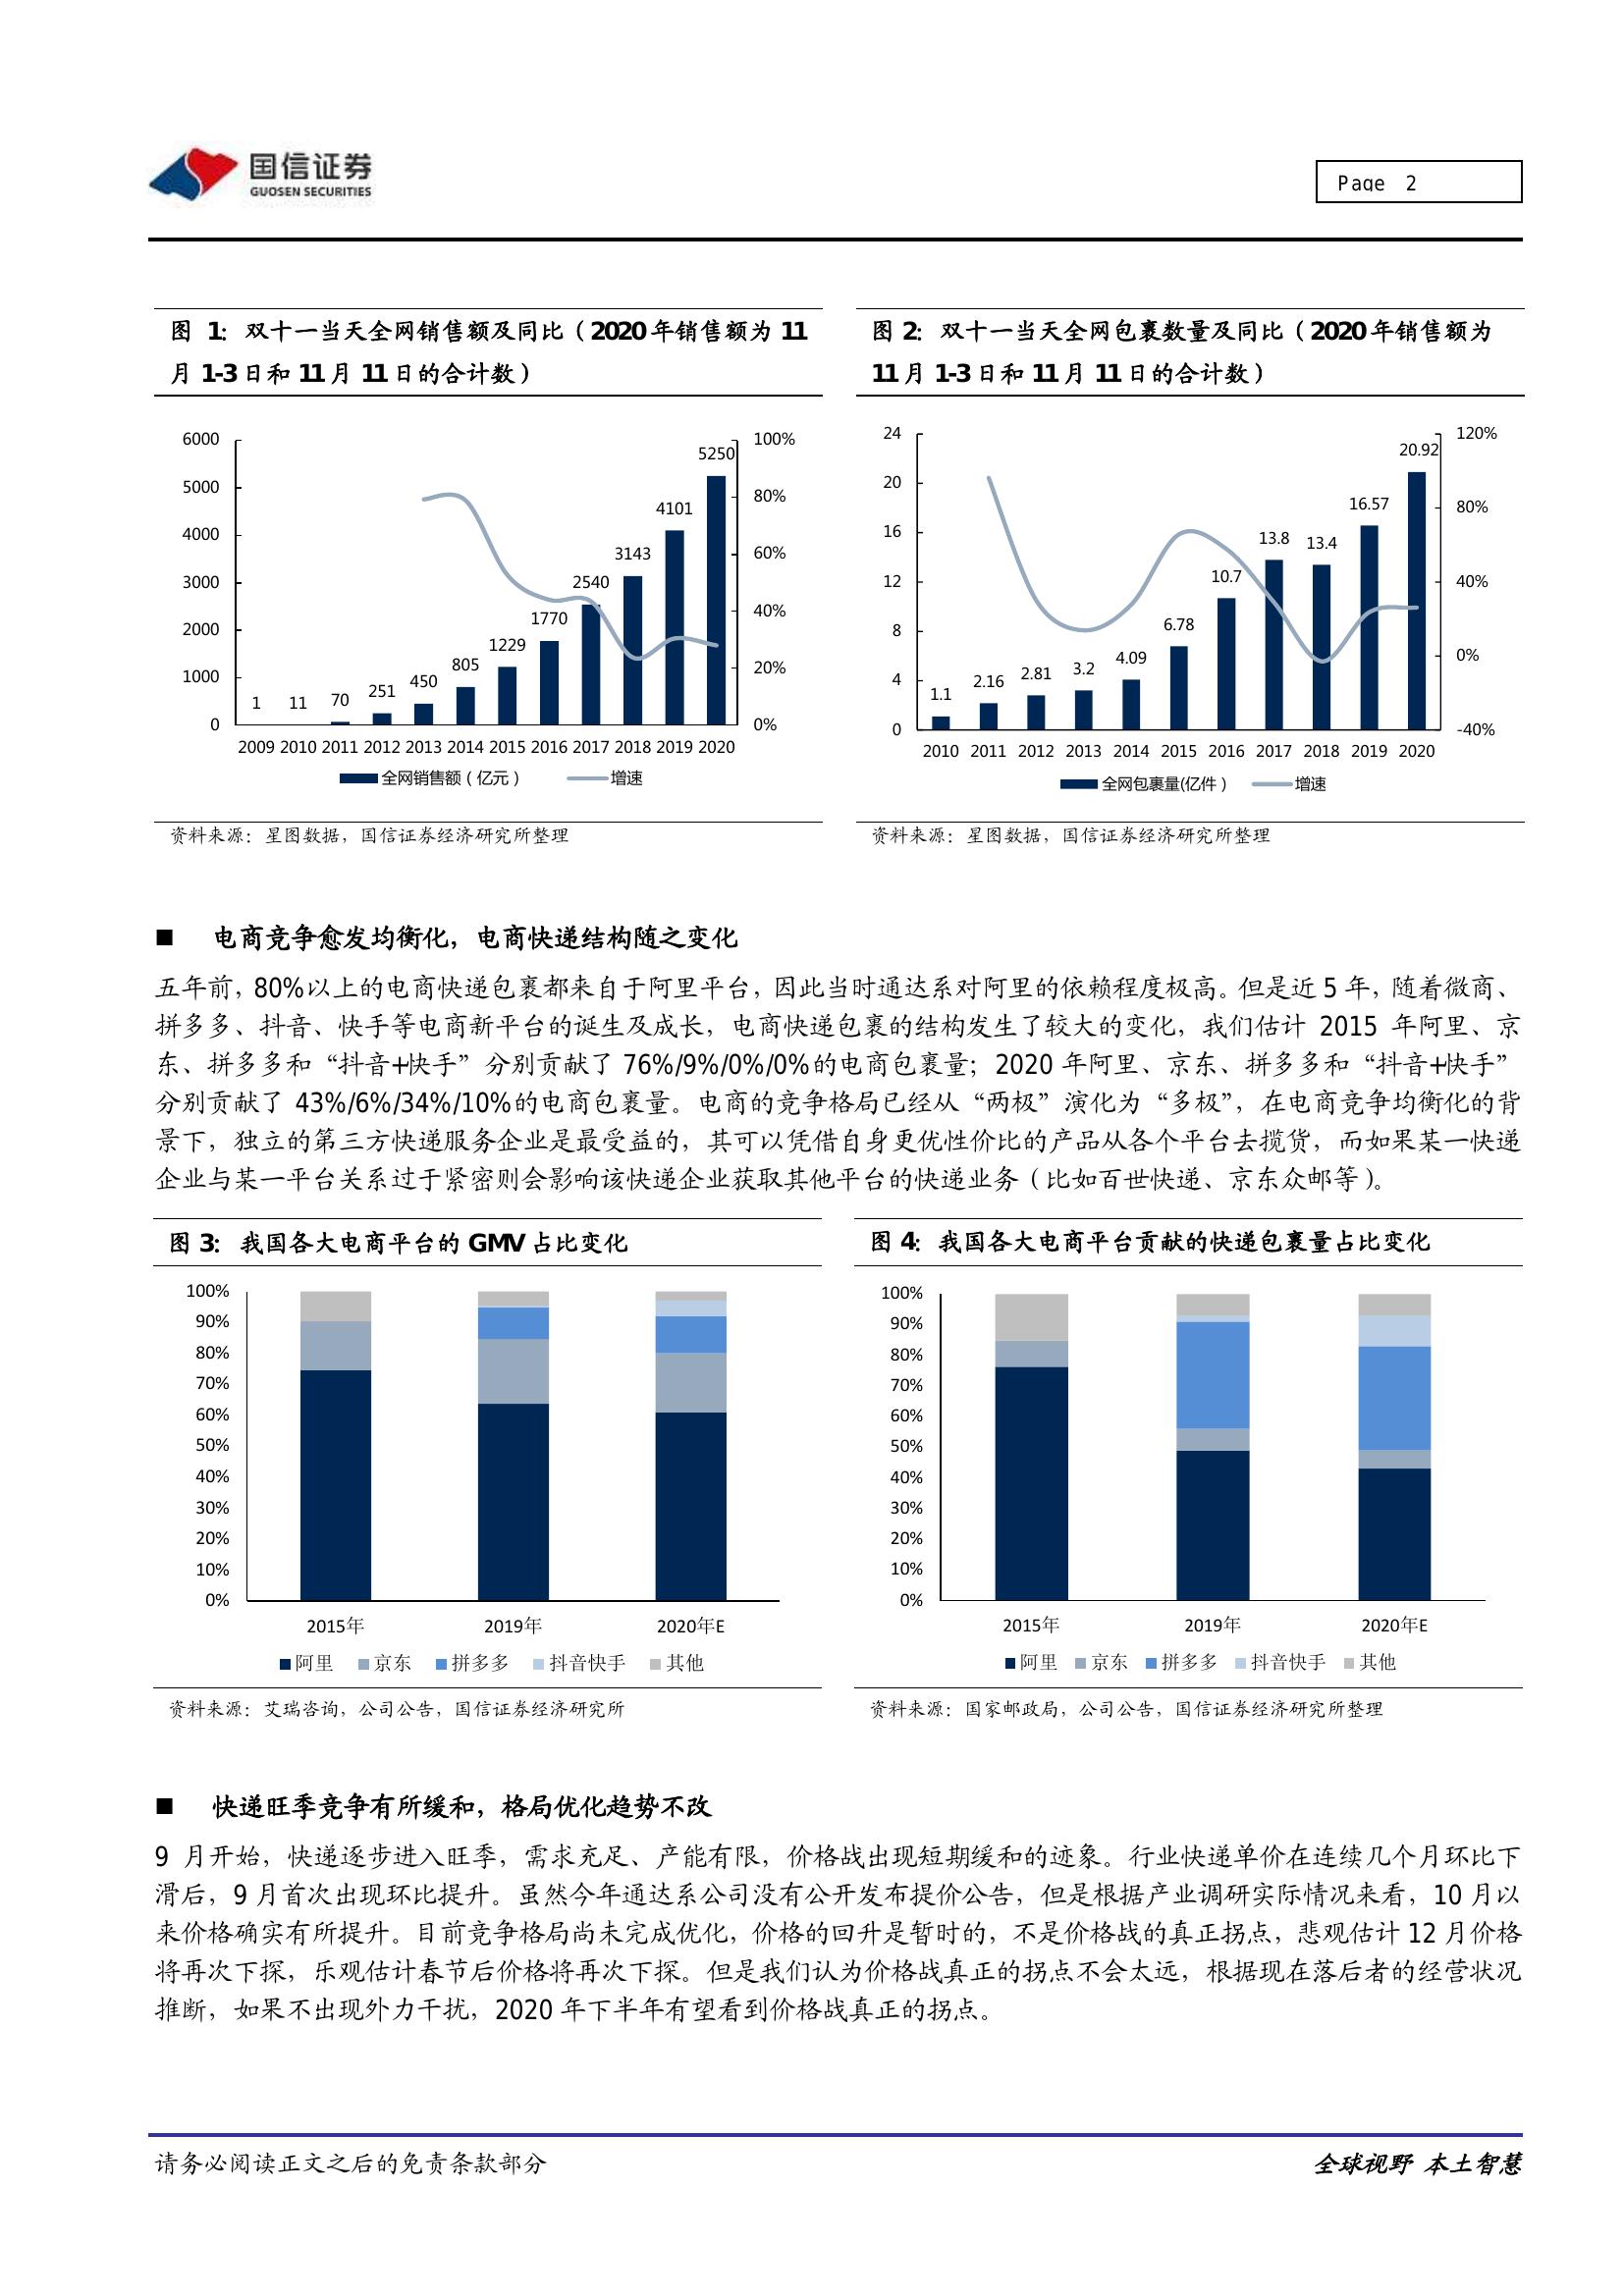 国信证券
GUOSEN SECURITIES
Page 2
图 1：双十一当天全网销售额及同比（2020 年销售额为 11
月 1-3 日和 11 月 11 日的合计数）
6000
5000
4000
3000
2000
1000
0
100%
80%
60%
40%
20%
0%
1 11 70 251 450 805 1229 1770 2540 3143 4101 5250
2009 2010 2011 2012 2013 2014 2015 2016 2017 2018 2019 2020
全网销售额（亿元） 增速
资料来源：星图数据，国信证券经济研究所整理
图 2：双十一当天全网包裹数量及同比（2020 年销售额为
11 月 1-3 日和 11 月 11 日的合计数）
24
20
16
12
8
4
0
120%
80%
40%
0%
-40%
1.1 2.16 2.81 3.2 4.09 6.78 10.7 13.8 13.4 16.57 20.92
2010 2011 2012 2013 2014 2015 2016 2017 2018 2019 2020
全网包裹量(亿件） 增速
资料来源：星图数据，国信证券经济研究所整理
■ 电商竞争愈发均衡化，电商快递结构随之变化
五年前，80%以上的电商快递包裹都来自于阿里平台，因此当时通达系对阿里的依赖程度极高。但是近 5 年，随着微商、
拼多多、抖音、快手等电商新平台的诞生及成长，电商快递包裹的结构发生了较大的变化，我们估计 2015 年阿里、京
东、拼多多和“抖音+快手”分别贡献了 76%/9%/0%/0%的电商包裹量；2020 年阿里、京东、拼多多和“抖音+快手”
分别贡献了 43%/6%/34%/10%的电商包裹量。电商的竞争格局已经从“两极”演化为“多极”，在电商竞争均衡化的背
景下，独立的第三方快递服务企业是最受益的，其可以凭借自身更优性价比的产品从各个平台去揽货，而如果某一快递
企业与某一平台关系过于紧密则会影响该快递企业获取其他平台的快递业务（比如百世快递、京东众邮等）。
图 3：我国各大电商平台的 GMV 占比变化
100%
90%
80%
70%
60%
50%
40%
30%
20%
10%
0%
2015年 2019年 2020年E
阿里 京东 拼多多 抖音快手 其他
资料来源：艾瑞咨询，公司公告，国信证券经济研究所
图 4：我国各大电商平台贡献的快递包裹量占比变化
100%
90%
80%
70%
60%
50%
40%
30%
20%
10%
0%
2015年 2019年 2020年E
阿里 京东 拼多多 抖音快手 其他
资料来源：国家邮政局，公司公告，国信证券经济研究所整理
■ 快递旺季竞争有所缓和，格局优化趋势不改
9 月开始，快递逐步进入旺季，需求充足、产能有限，价格战出现短期缓和的迹象。行业快递单价在连续几个月环比下
滑后，9 月首次出现环比提升。虽然今年通达系公司没有公开发布提价公告，但是根据产业调研实际情况来看，10 月以
来价格确实有所提升。目前竞争格局尚未完成优化，价格的回升是暂时的，不是价格战的真正拐点，悲观估计 12 月价格
将再次下探，乐观估计春节后价格将再次下探。但是我们认为价格战真正的拐点不会太远，根据现在落后者的经营状况
推断，如果不出现外力干扰，2020 年下半年有望看到价格战真正的拐点。
请务必阅读正文之后的免责条款部分
全球视野 本土智慧